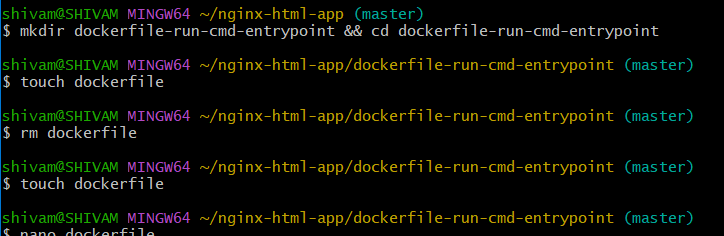 shivam@SHIVAM MINGW64 ~/nginx-html-app (master)
$ mkdir dockerfile-run-cmd-entrypoint && cd dockerfile-run-cmd-entrypoint
shivam@SHIVAM MINGW64 ~/nginx-html-app/dockerfile-run-cmd-entrypoint (master)
$ touch dockerfile
shivam@SHIVAM MINGW64 ~/nginx-html-app/dockerfile-run-cmd-entrypoint (master)
$ rm dockerfile
shivam@SHIVAM MINGW64 ~/nginx-html-app/dockerfile-run-cmd-entrypoint (master)
$ touch dockerfile
shivam@SHIVAM MINGW64 ~/nginx-html-app/dockerfile-run-cmd-entrypoint (master)
$ nano dockerfile